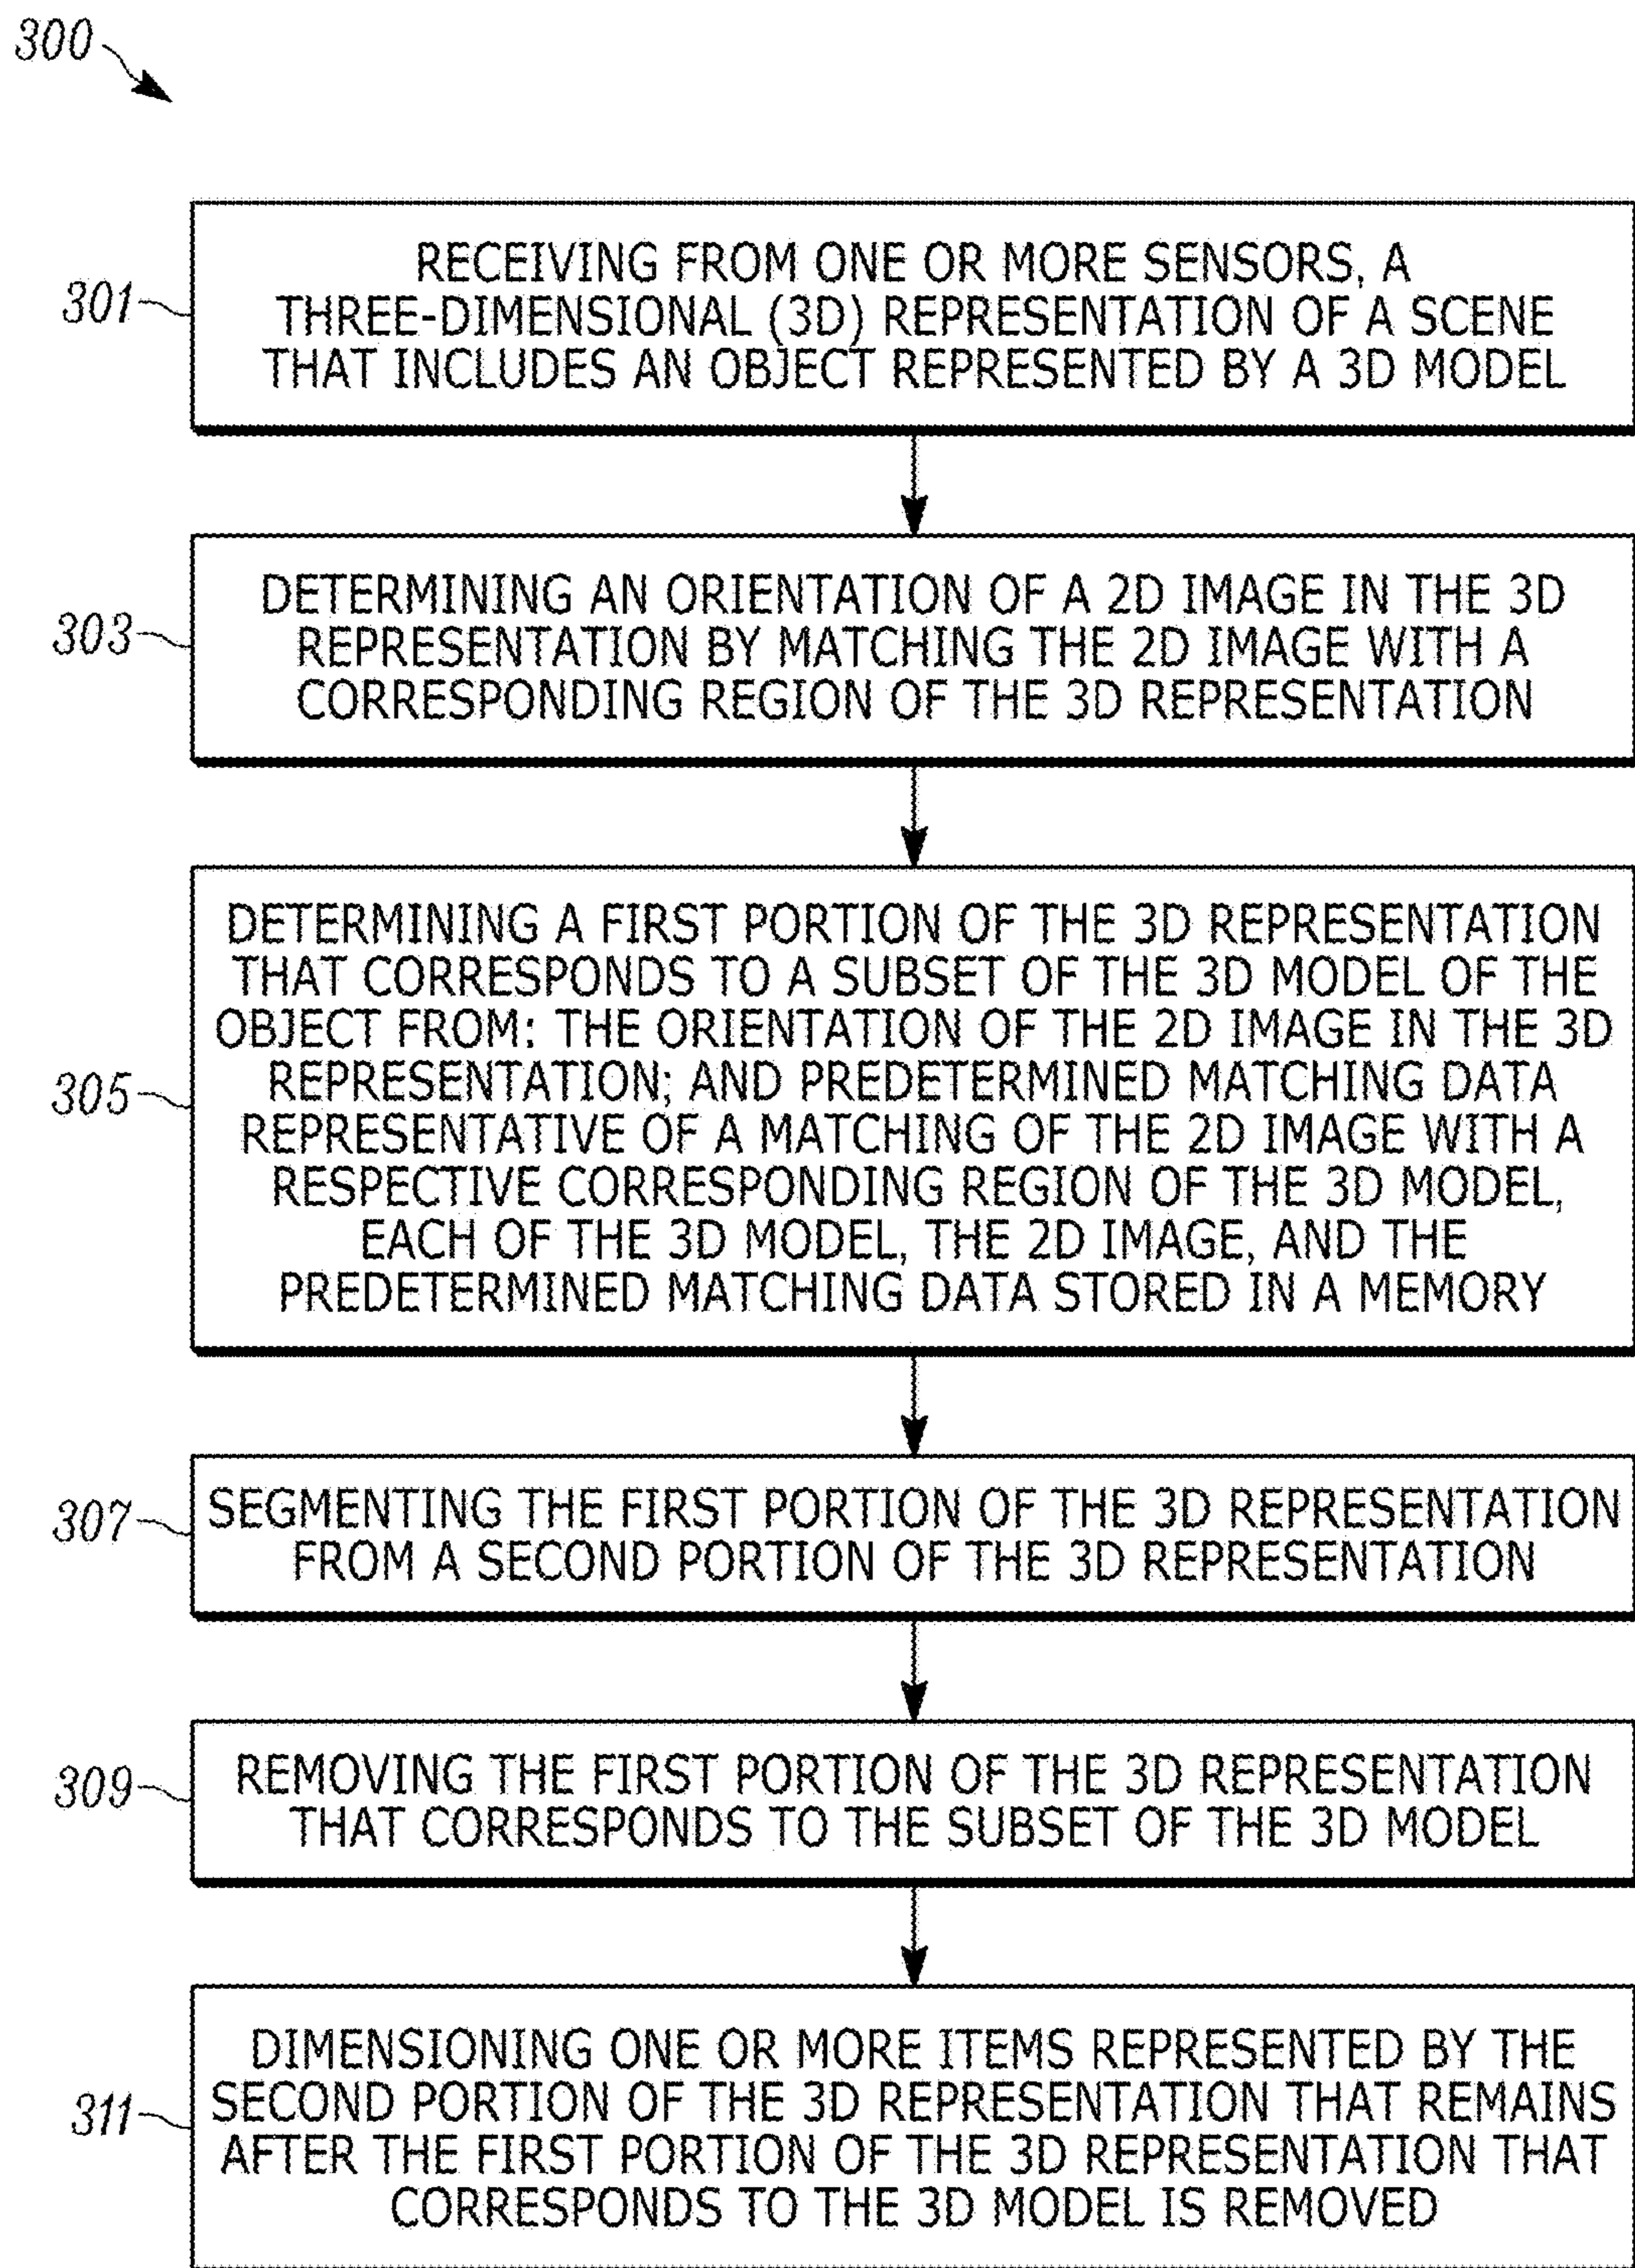 300
301
RECEIVING FROM ONE OR MORE SENSORS, A
THREE-DIMENSIONAL (3D) REPRESENTATION OF A SCENE
THAT INCLUDES AN OBJECT REPRESENTED BY A 3D MODEL
303
DETERMINING AN ORIENTATION OF A 2D IMAGE IN THE 3D
REPRESENTATION BY MATCHING THE 2D IMAGE WITH A
CORRESPONDING REGION OF THE 3D REPRESENTATION
305
DETERMINING A FIRST PORTION OF THE 3D REPRESENTATION
THAT CORRESPONDS TO A SUBSET OF THE 3D MODEL OF THE
OBJECT FROM: THE ORIENTATION OF THE 2D IMAGE IN THE 3D
REPRESENTATION; AND PREDETERMINED MATCHING DATA
REPRESENTATIVE OF A MATCHING OF THE 2D IMAGE WITH A
RESPECTIVE CORRESPONDING REGION OF THE 3D MODEL,
EACH OF THE 3D MODEL, THE 2D IMAGE, AND THE
PREDETERMINED MATCHING DATA STORED IN A MEMORY
307
SEGMENTING THE FIRST PORTION OF THE 3D REPRESENTATION
FROM A SECOND PORTION OF THE 3D REPRESENTATION
309
REMOVING THE FIRST PORTION OF THE 3D REPRESENTATION
THAT CORRESPONDS TO THE SUBSET OF THE 3D MODEL
311
DIMENSIONING ONE OR MORE ITEMS REPRESENTED BY THE
SECOND PORTION OF THE 3D REPRESENTATION THAT REMAINS
AFTER THE FIRST PORTION OF THE 3D REPRESENTATION THAT
CORRESPONDS TO THE 3D MODEL IS REMOVED